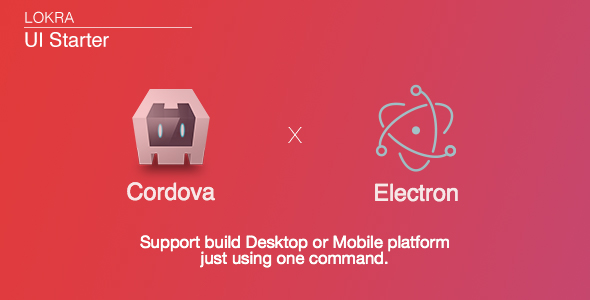 LOKRA
UI Starter
X
Cordova
Electron
Support build Desktop or Mobile platform
just using one command.